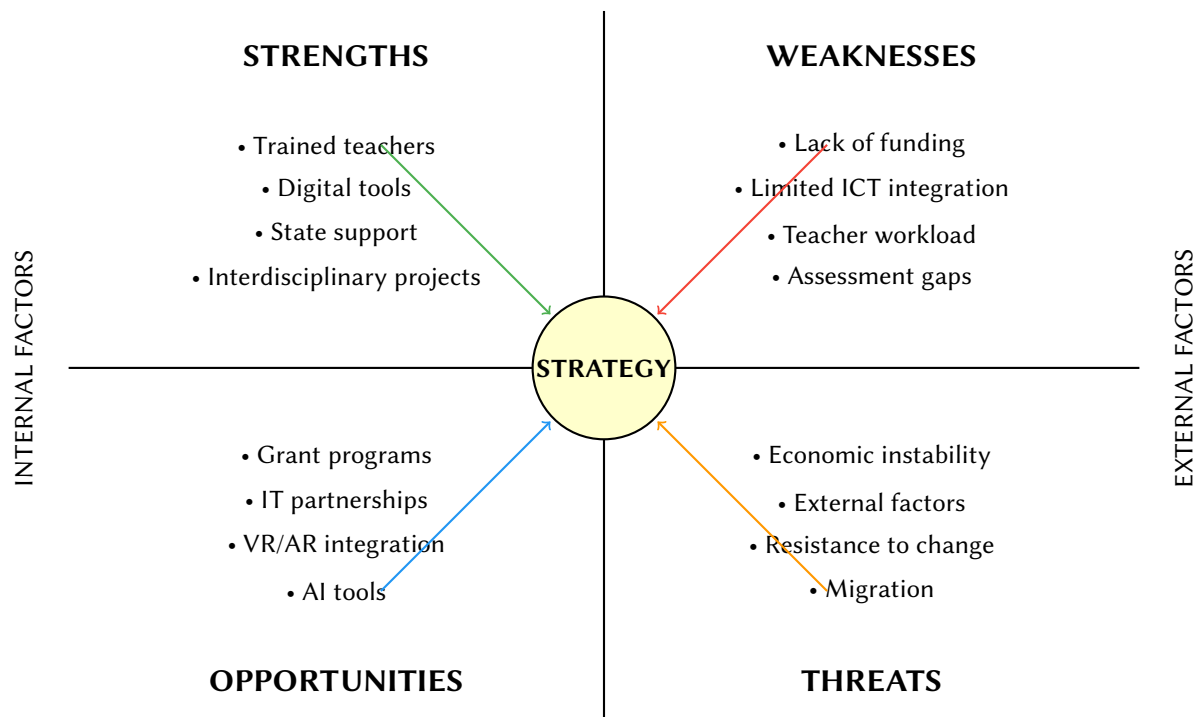 STRENGTHS
• Trained teachers
• Digital tools
• State support
• Interdisciplinary projects
WEAKNESSES
• Lack of funding
• Limited ICT integration
• Teacher workload
• Assessment gaps
INTERNAL FACTORS
STRATEGY
EXTERNAL FACTORS
• Grant programs
• IT partnerships
• VR/AR integration
• AI tools
OPPORTUNITIES
• Economic instability
• External factors
• Resistance to change
• Migration
THREATS